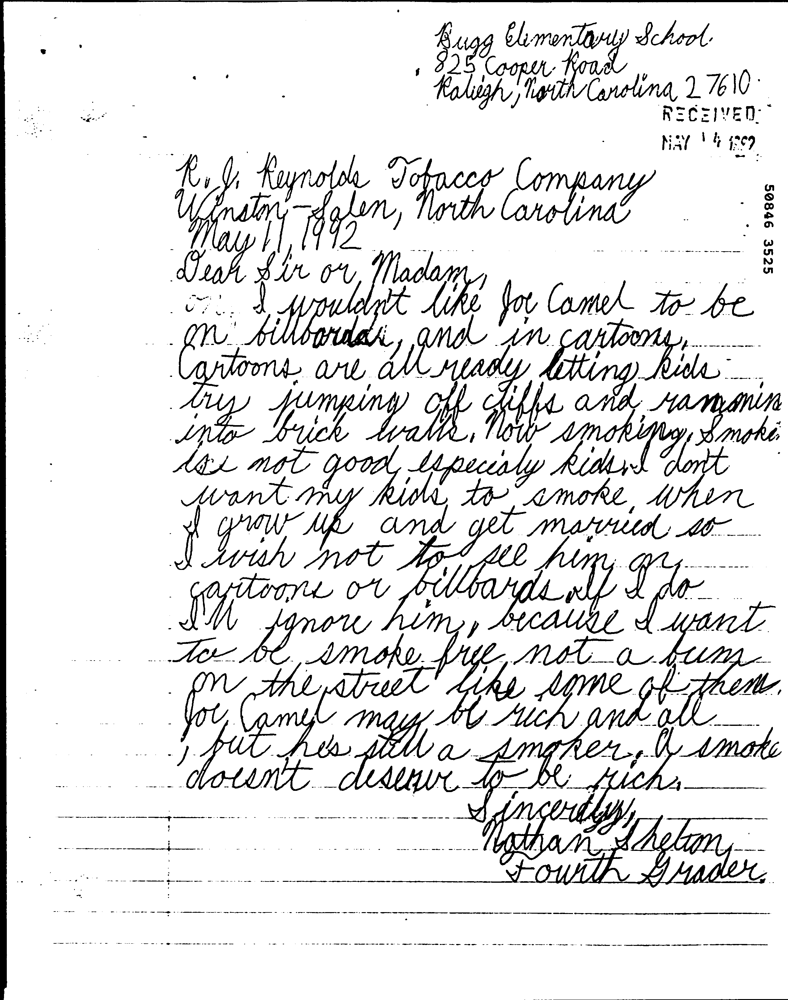 Bugg Elementary School.
825 Cooper Road
Raliegh, North Carolina 27610
RECEIVED
MAY 14 1992
R. J. Reynolds Tobacco Company
Winston-Salen, North Carolina
May 11, 1992
Dear Sir or Madam,
I wouldn't like Joe Camel to be
on billboards, and in cartoons.
Cartoons are all ready letting kids
try jumping off cliffs and rammin
into brick walls. Now smoking. Smoke
is not good, especialy kids. I don't
want my kids to smoke when
I grow up and get married so
I wish not to see him on
cartoons or billbards. If I do
I'll ignore him, because I want
to be smoke free not a bum
on the street like some of them.
Joe Camel may be rich and all
, but he's still a smoker. A smoke
doesn't deserve to be rich.
Sincerely,
Nathan Shelton
Fourth Grader.
50846 3525